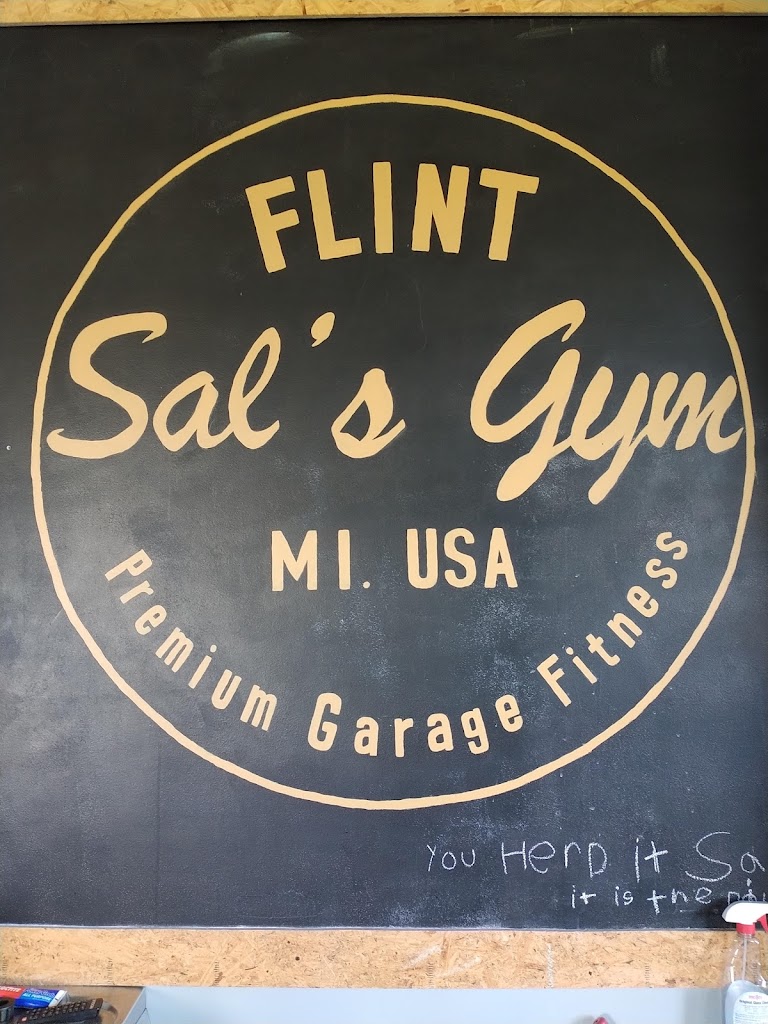 FLINT
Sal's Gym
MI. USA
Premium Garage Fitness
You HerD it Sa
it is the